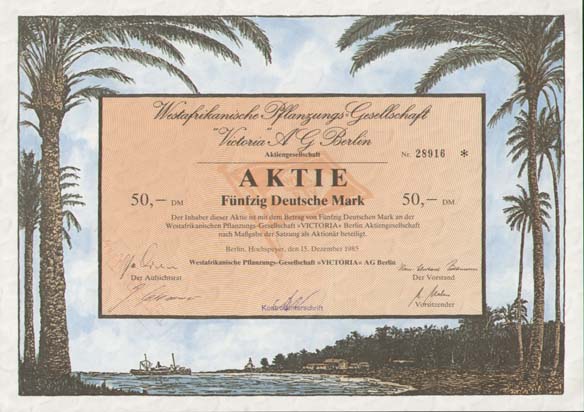 Westafrikanische Pflanzungs-Gesellschaft
"Victoria" A G Berlin
Aktiengesellschaft
Nr. 28916 *
AKTIE
50,— DM Fünfzig Deutsche Mark 50,— DM
Der Inhaber dieser Aktie ist mit dem Betrag von Fünfzig Deutschen Mark an der
Westafrikanischen Pflanzungs-Gesellschaft »VICTORIA« Berlin Aktiengesellschaft
nach Maßgabe der Satzung als Aktionär beteiligt.
Berlin, Hochspeyer, den 15. Dezember 1985
Westafrikanische Pflanzungs-Gesellschaft »VICTORIA« AG Berlin
Der Aufsichtsrat
Der Vorstand
Vorsitzender
Kontrollunterschrift